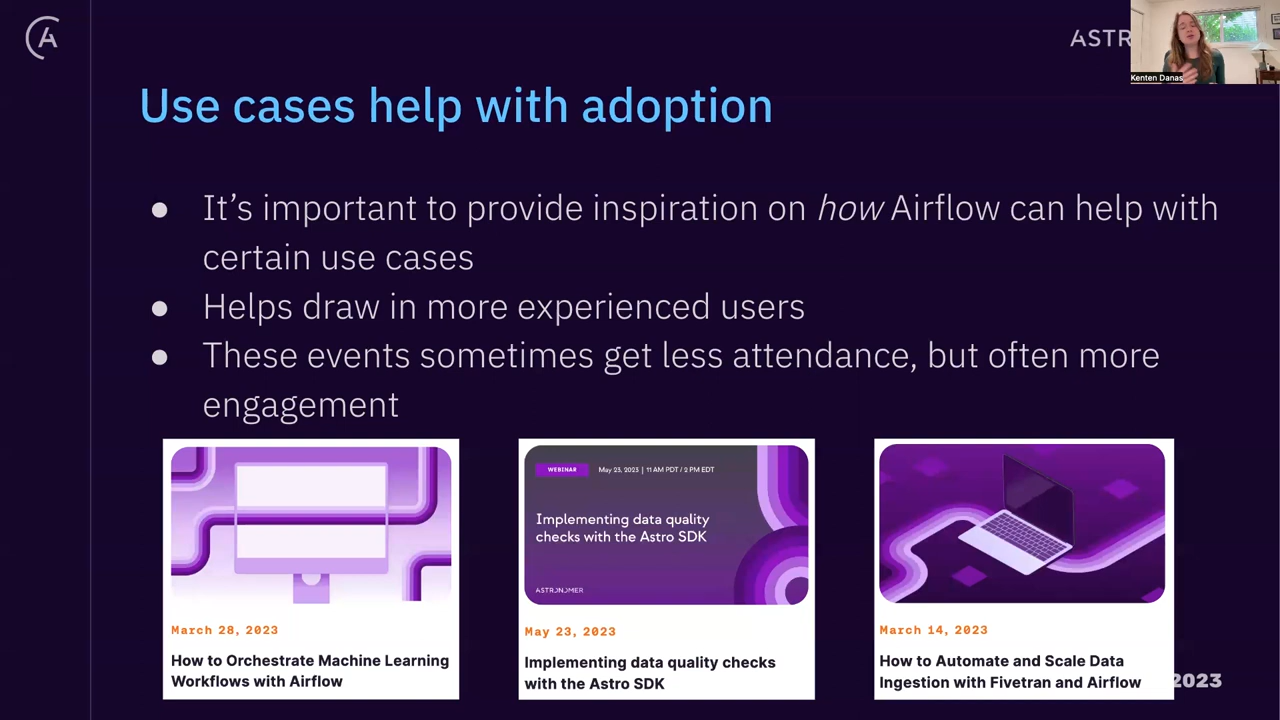 ASTR
Kenten Danas
Use cases help with adoption
● It’s important to provide inspiration on how Airflow can help with
certain use cases
● Helps draw in more experienced users
● These events sometimes get less attendance, but often more
engagement
March 28, 2023
How to Orchestrate Machine Learning
Workflows with Airflow
WEBINAR May 23, 2023 | 11 AM PDT / 2 PM EDT
Implementing data quality
checks with the Astro SDK
ASTRONOMER
May 23, 2023
Implementing data quality checks
with the Astro SDK
March 14, 2023
How to Automate and Scale Data
Ingestion with Fivetran and Airflow
2023